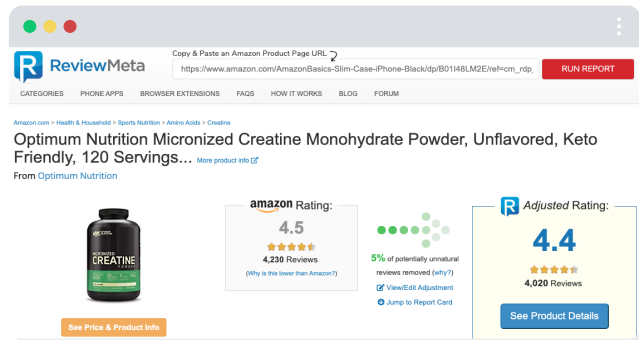 ReviewMeta
Copy & Paste an Amazon Product Page URL
https://www.amazon.com/AmazonBasics-Slim-Case-iPhone-Black/dp/B01I48LM2E/ref=cm_rdp_
RUN REPORT
CATEGORIES PHONE APPS BROWSER EXTENSIONS FAQS HOW IT WORKS BLOG FORUM
Amazon.com > Health & Household > Sports Nutrition > Amino Acids > Creatine
Optimum Nutrition Micronized Creatine Monohydrate Powder, Unflavored, Keto
Friendly, 120 Servings... More product info
From Optimum Nutrition
MICRONIZED
CREATINE
POWDER
See Price & Product Info
amazon Rating:
4.5
4,230 Reviews
(Why is this lower than Amazon?)
5% of potentially unnatural
reviews removed (why?)
View/Edit Adjustment
Jump to Report Card
R Adjusted Rating:
4.4
4,020 Reviews
See Product Details